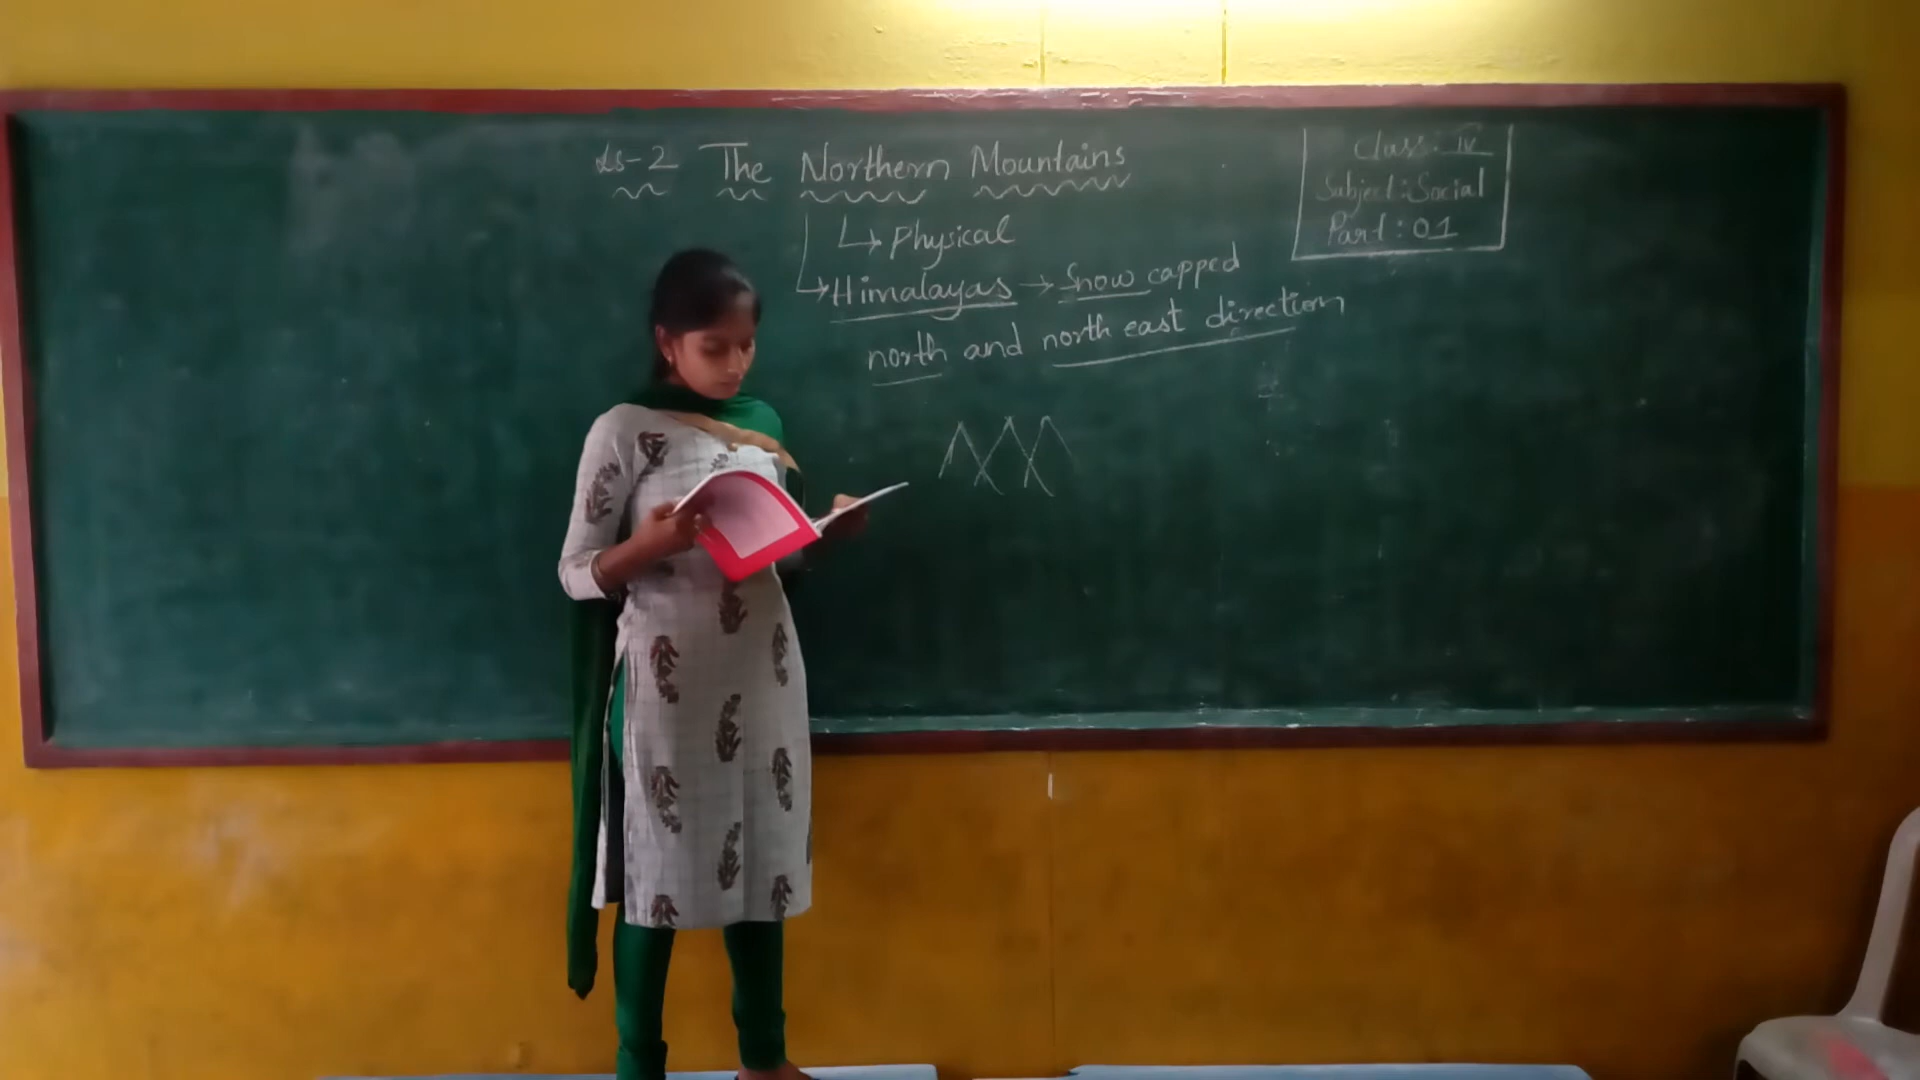 Ls-2 The Northern Mountains
Physical
Himalayas → Snow capped
north and north east direction
Class: IV
Subject: Social
Part: 01